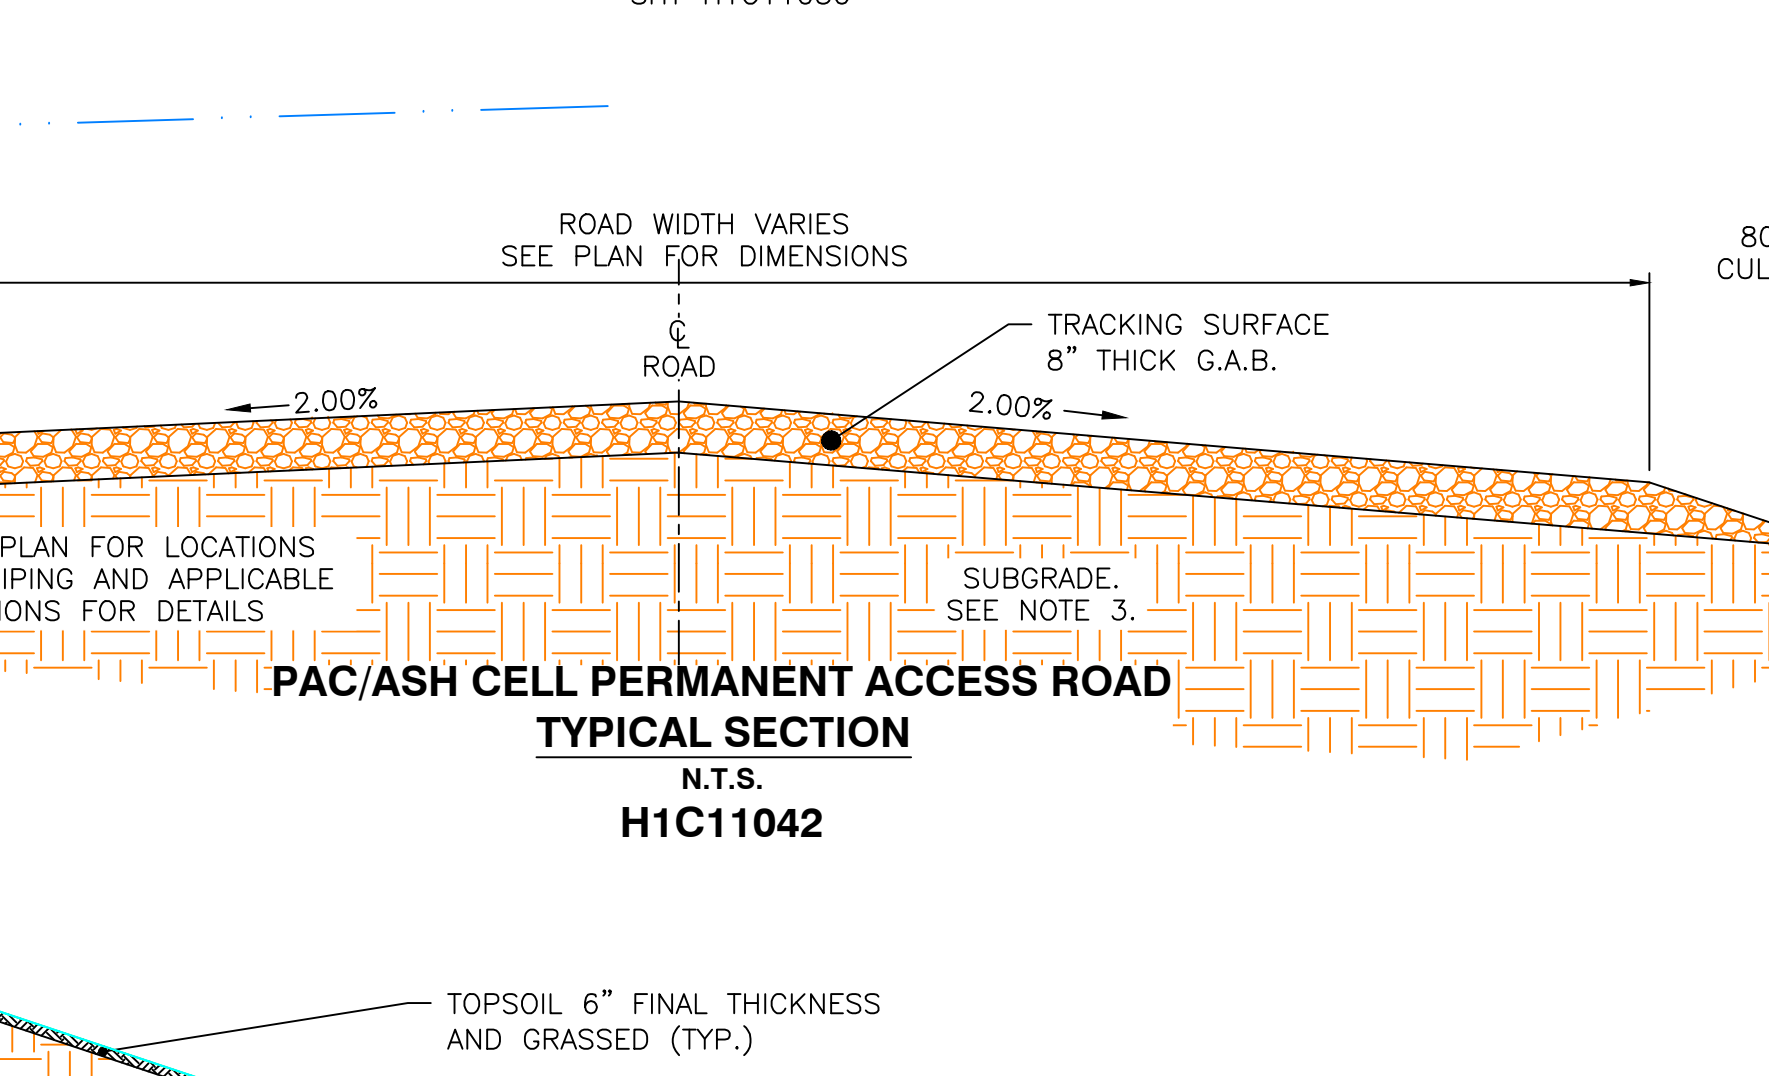 ROAD WIDTH VARIES
SEE PLAN FOR DIMENSIONS
80
CUL
℄
ROAD
TRACKING SURFACE
8” THICK G.A.B.
2.00%
2.00%
PLAN FOR LOCATIONS
IPING AND APPLICABLE
IONS FOR DETAILS
SUBGRADE.
SEE NOTE 3.
PAC/ASH CELL PERMANENT ACCESS ROAD
TYPICAL SECTION
N.T.S.
H1C11042
TOPSOIL 6” FINAL THICKNESS
AND GRASSED (TYP.)